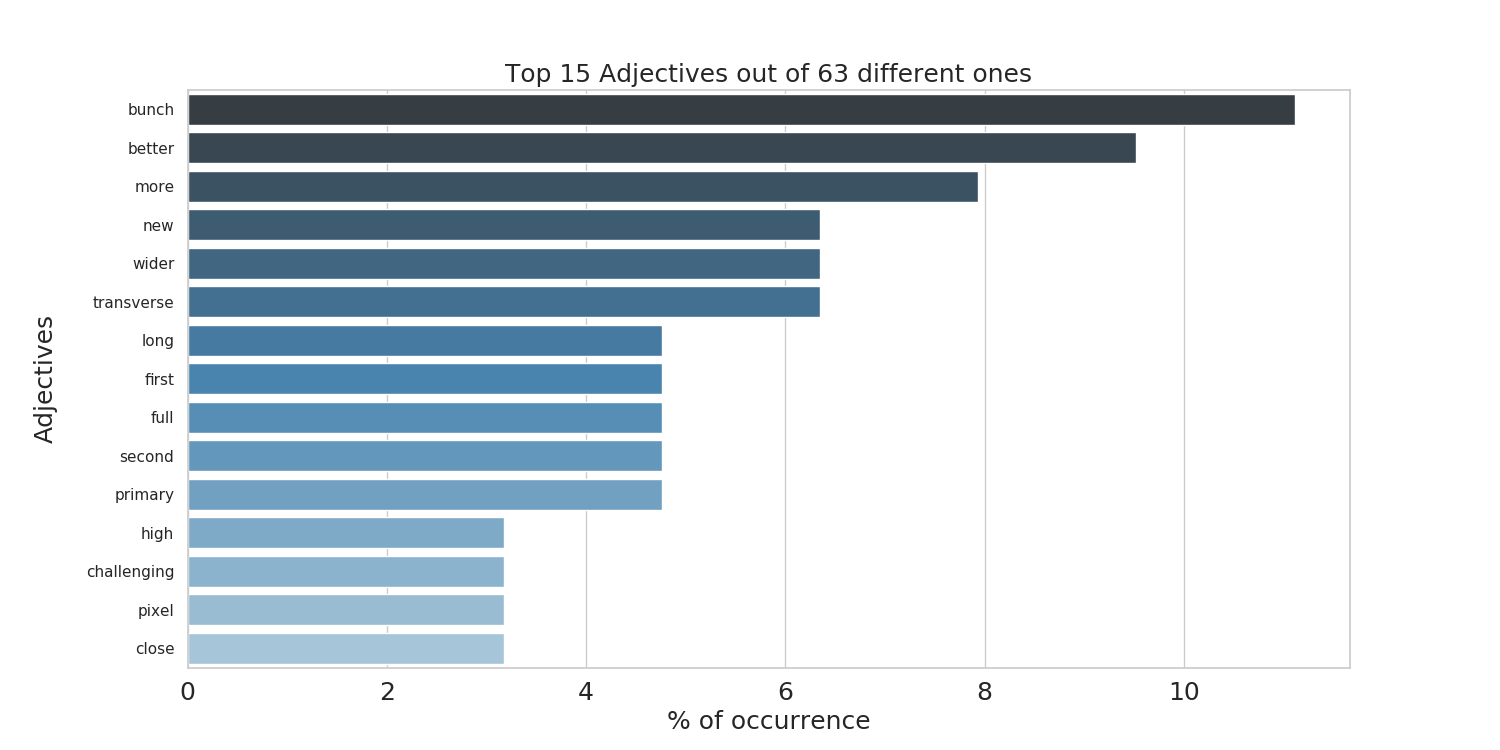 Top 15 Adjectives out of 63 different ones
bunch
better
more
new
wider
transverse
long
first
full
second
primary
high
challenging
pixel
close
Adjectives
0 2 4 6 8 10
% of occurrence